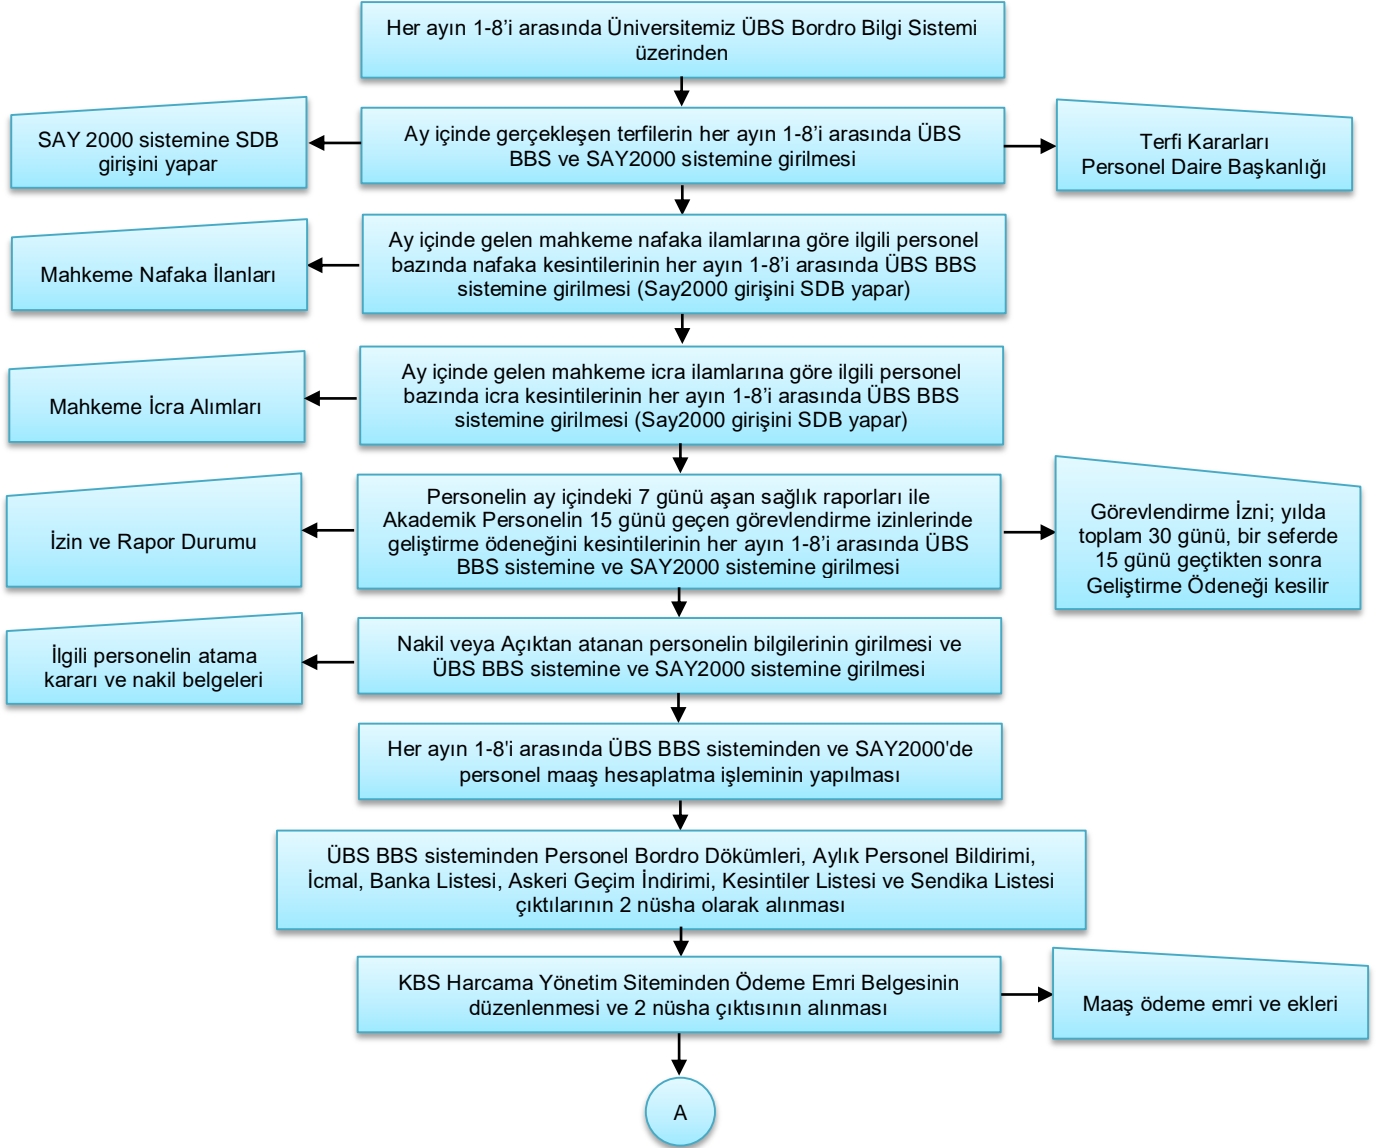 Her ayın 1-8’i arasında Üniversitemiz ÜBS Bordro Bilgi Sistemi
üzerinden
SAY 2000 sistemine SDB
girişini yapar
Ay içinde gerçekleşen terfilerin her ayın 1-8’i arasında ÜBS
BBS ve SAY2000 sistemine girilmesi
Terfi Kararları
Personel Daire Başkanlığı
Mahkeme Nafaka İlanları
Ay içinde gelen mahkeme nafaka ilamlarına göre ilgili personel
bazında nafaka kesintilerinin her ayın 1-8’i arasında ÜBS BBS
sistemine girilmesi (Say2000 girişini SDB yapar)
Mahkeme İcra Alımları
Ay içinde gelen mahkeme icra ilamlarına göre ilgili personel
bazında icra kesintilerinin her ayın 1-8’i arasında ÜBS BBS
sistemine girilmesi (Say2000 girişini SDB yapar)
İzin ve Rapor Durumu
Personelin ay içindeki 7 günü aşan sağlık raporları ile
Akademik Personelin 15 günü geçen görevlendirme izinlerinde
geliştirme ödeneğini kesintilerinin her ayın 1-8’i arasında ÜBS
BBS sistemine ve SAY2000 sistemine girilmesi
Görevlendirme İzni; yılda
toplam 30 günü, bir seferde
15 günü geçtikten sonra
Geliştirme Ödeneği kesilir
İlgili personelin atama
kararı ve nakil belgeleri
Nakil veya Açıktan atanan personelin bilgilerinin girilmesi ve
ÜBS BBS sistemine ve SAY2000 sistemine girilmesi
Her ayın 1-8'i arasında ÜBS BBS sisteminden ve SAY2000'de
personel maaş hesaplatma işleminin yapılması
ÜBS BBS sisteminden Personel Bordro Dökümleri, Aylık Personel Bildirimi,
İcmal, Banka Listesi, Askeri Geçim İndirimi, Kesintiler Listesi ve Sendika Listesi
çıktılarının 2 nüsha olarak alınması
KBS Harcama Yönetim Siteminden Ödeme Emri Belgesinin
düzenlenmesi ve 2 nüsha çıktısının alınması
Maaş ödeme emri ve ekleri
A